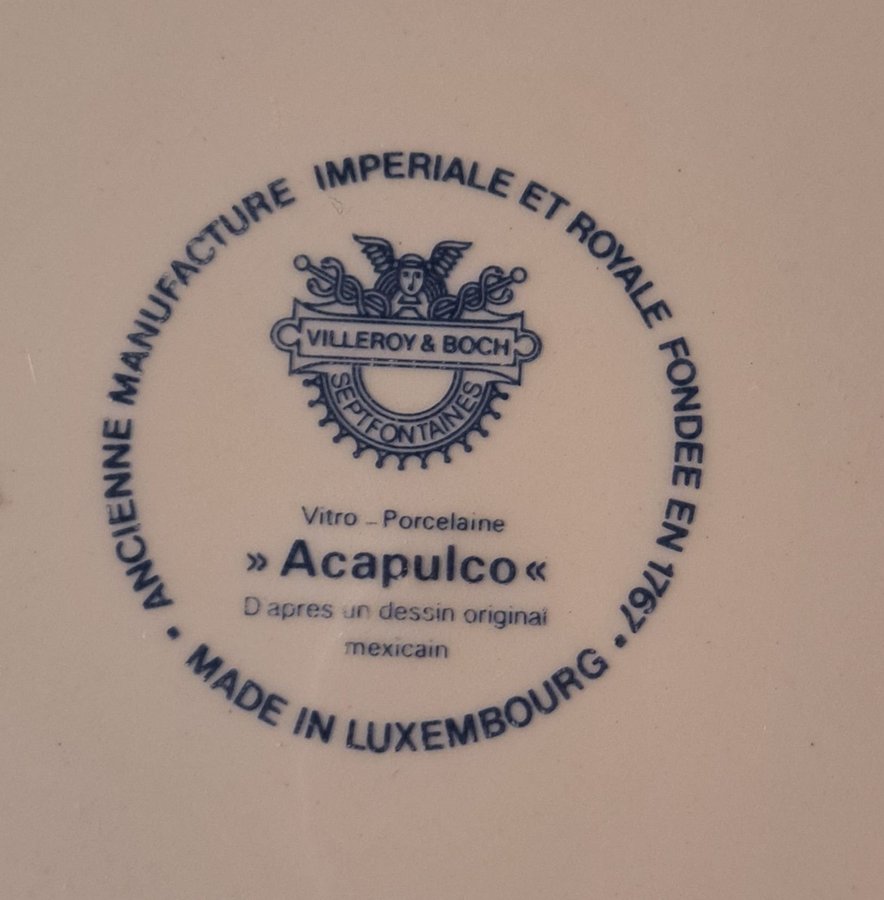 ANCIENNE MANUFACTURE IMPERIALE ET ROYALE FONDEE EN 1767
VILLEROY & BOCH
SEPTFONTAINES
Vitro - Porcelaine
»Acapulco«
D apres un dessin original
mexicain
• MADE IN LUXEMBOURG •